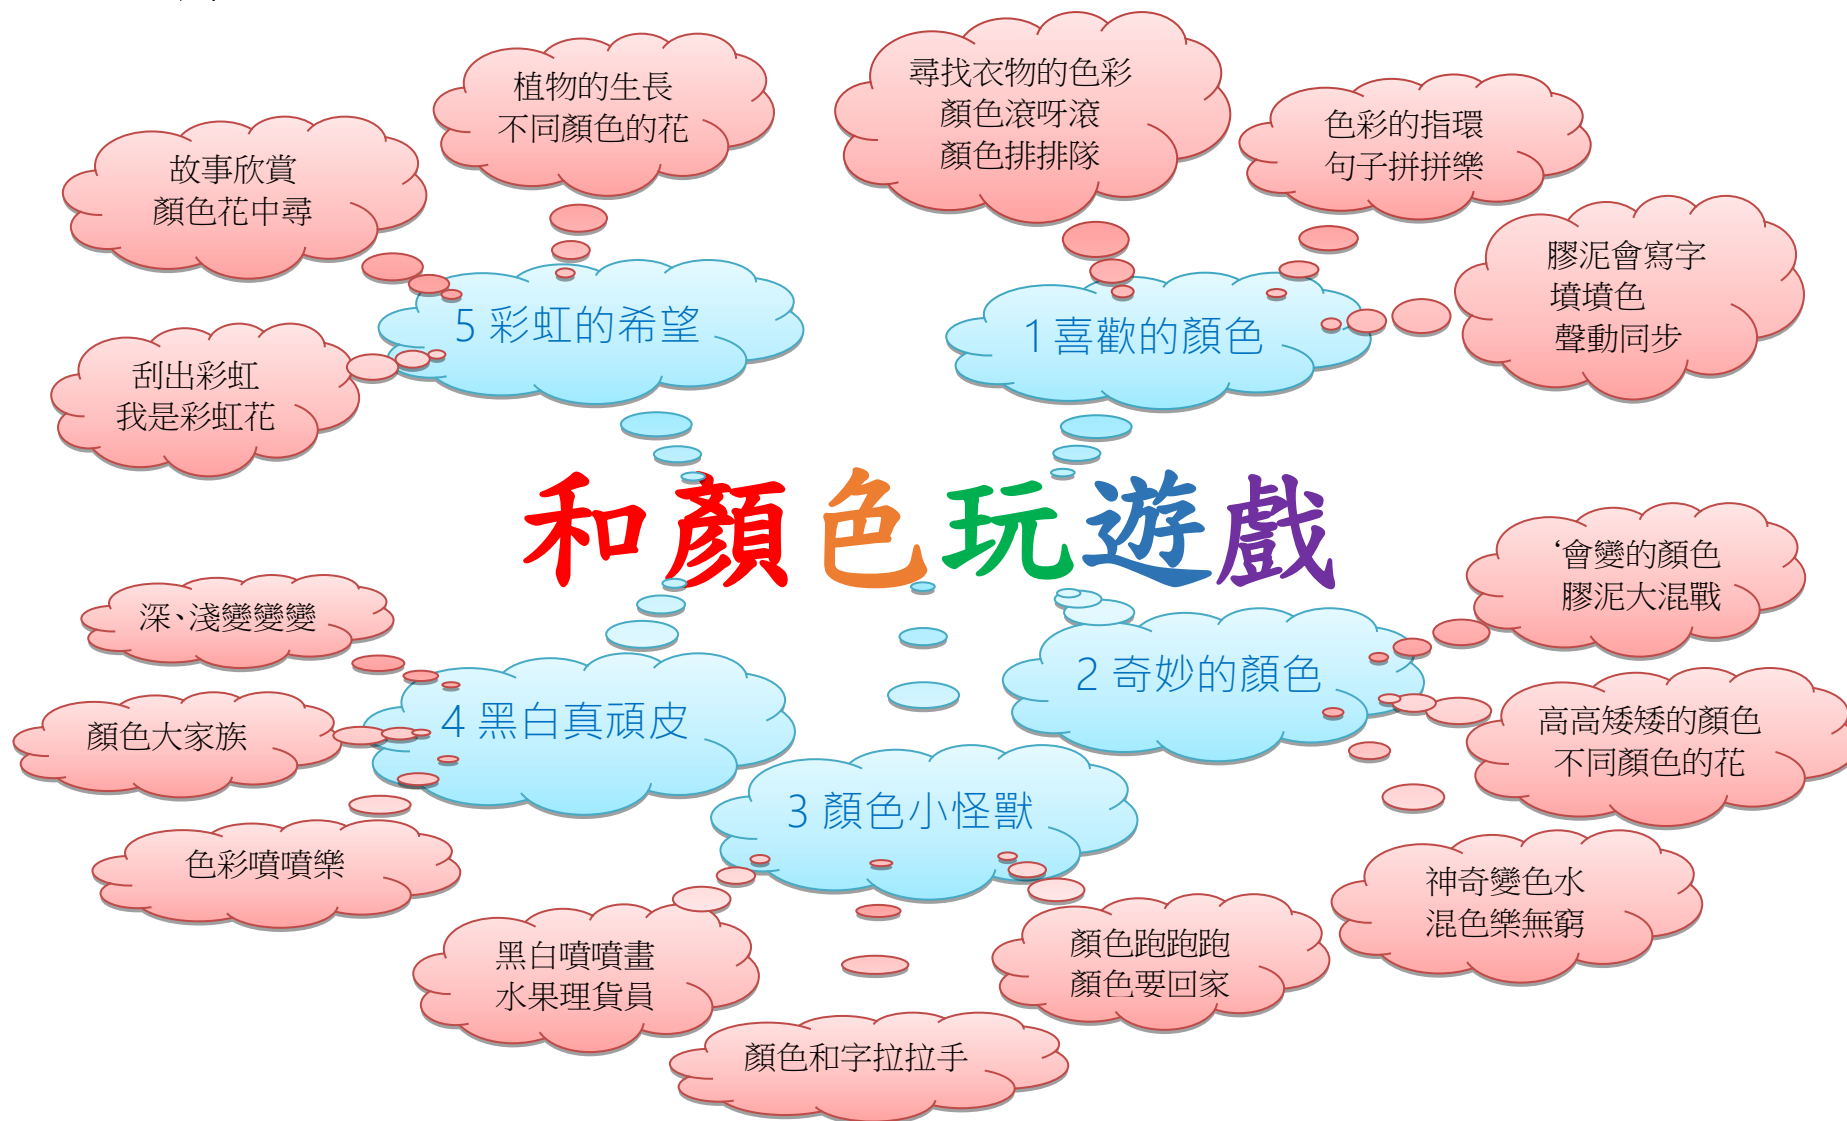 植物的生長
不同顏色的花
尋找衣物的色彩
顏色滾呀滾
顏色排排隊
色彩的指環
句子拼拼樂
故事欣賞
顏色花中尋
膠泥會寫字
墳墳色
聲動同步
5 彩虹的希望
1 喜歡的顏色
刮出彩虹
我是彩虹花
和顏色玩遊戲
‘會變的顏色
膠泥大混戰
深、淺變變變
2 奇妙的顏色
高高矮矮的顏色
不同顏色的花
4 黑白真頑皮
顏色大家族
3 顏色小怪獸
色彩噴噴樂
神奇變色水
混色樂無窮
黑白噴噴畫
水果理貨員
顏色跑跑跑
顏色要回家
顏色和字拉拉手